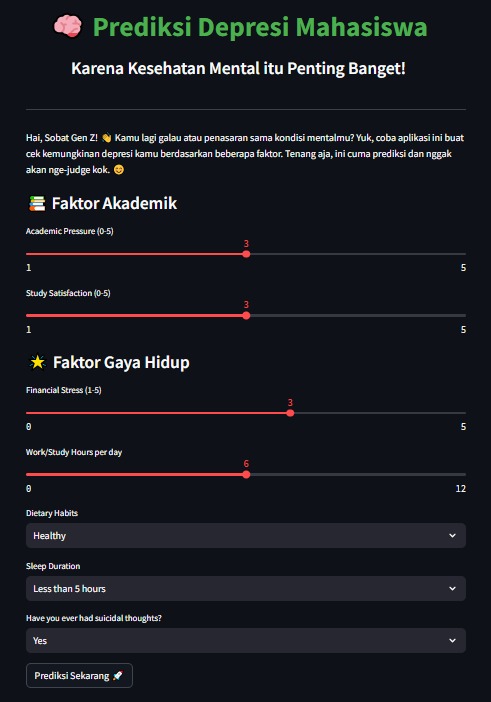 🧠 Prediksi Depresi Mahasiswa
Karena Kesehatan Mental itu Penting Banget!
Hai, Sobat Gen Z! 👋 Kamu lagi galau atau penasaran sama kondisi mentalmu? Yuk, coba aplikasi ini buat
cek kemungkinan depresi kamu berdasarkan beberapa faktor. Tenang aja, ini cuma prediksi dan nggak
akan nge-judge kok. 😊
📚 Faktor Akademik
Academic Pressure (0-5)
3
1 5
Study Satisfaction (0-5)
3
1 5
🌟 Faktor Gaya Hidup
Financial Stress (1-5)
3
0 5
Work/Study Hours per day
6
0 12
Dietary Habits
Healthy
Sleep Duration
Less than 5 hours
Have you ever had suicidal thoughts?
Yes
Prediksi Sekarang 🚀